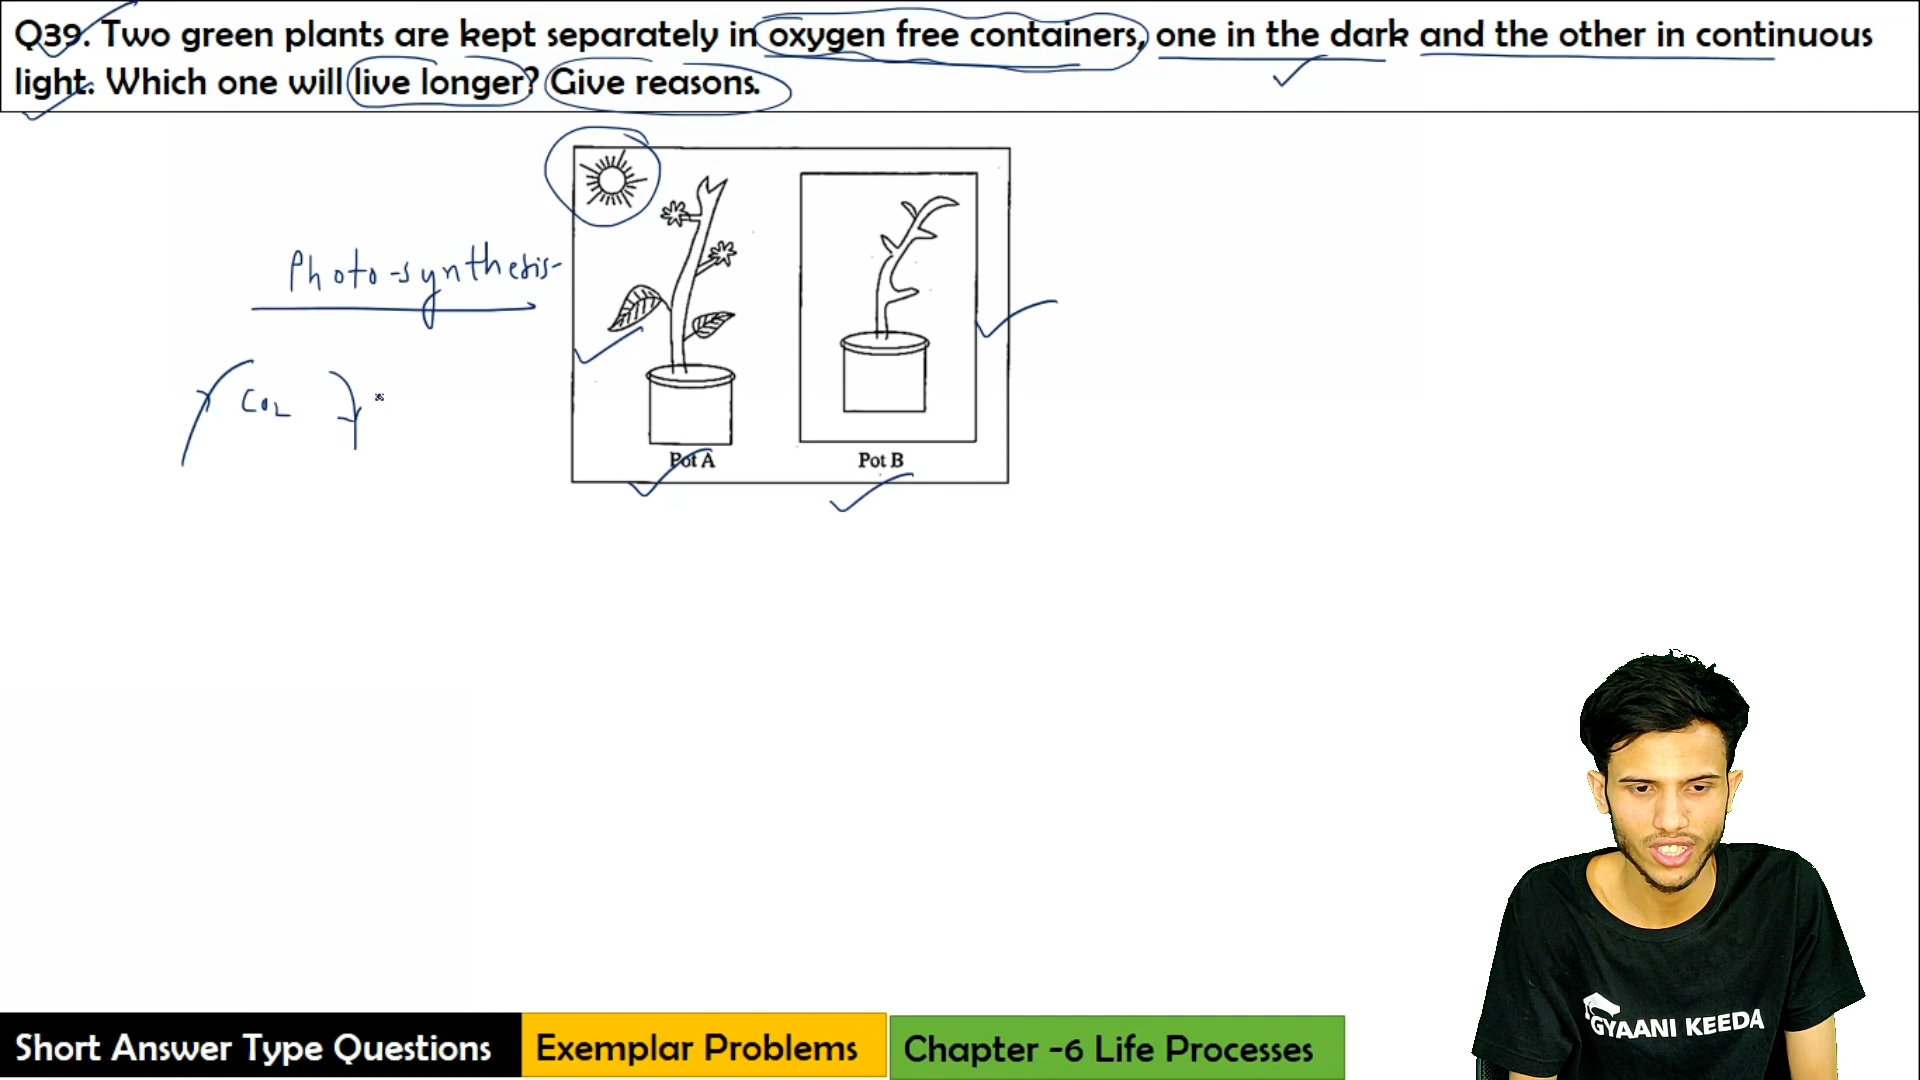 Q39. Two green plants are kept separately in oxygen free containers, one in the dark and the other in continuous
light. Which one will live longer? Give reasons.
Photo-synthesis-
CO2
Pot A
Pot B
GYAANI KEEDA
Short Answer Type Questions
Exemplar Problems
Chapter -6 Life Processes